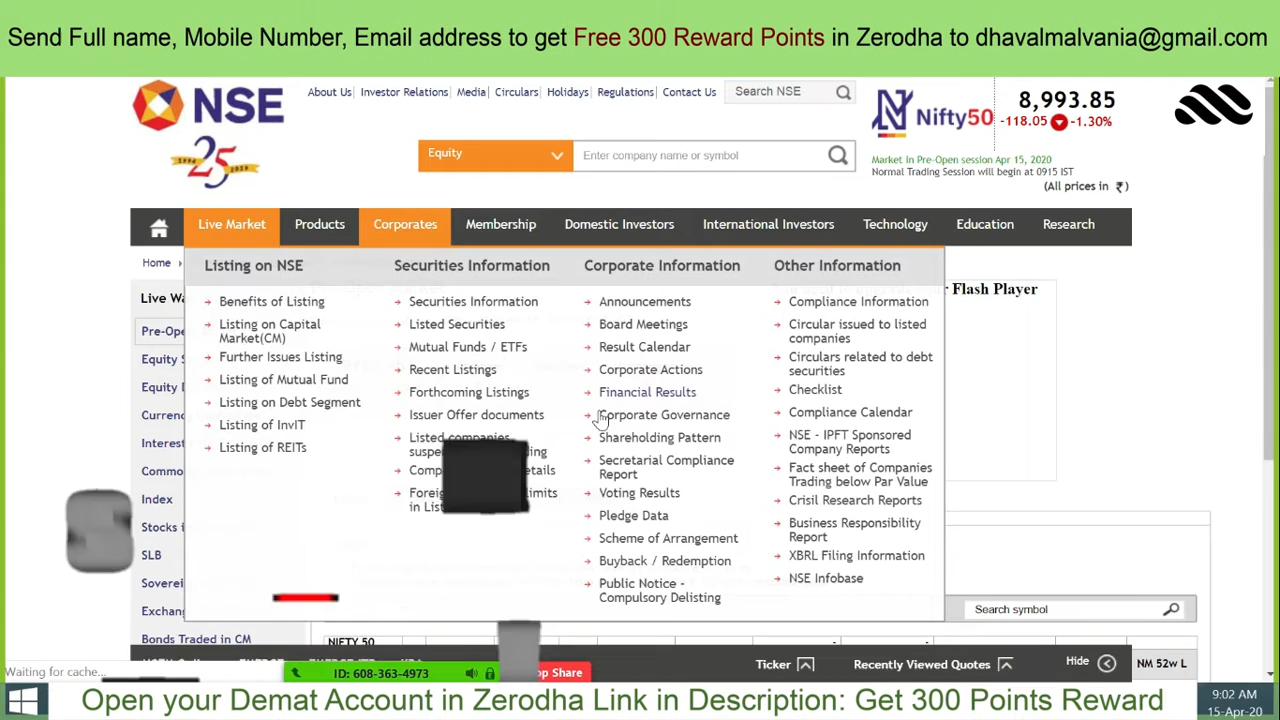 Send Full name, Mobile Number, Email address to get Free 300 Reward Points in Zerodha to dhavalmalvania@gmail.com
NSE
About Us| Investor Relations| Media| Circulars| Holidays| Regulations| Contact Us
Search NSE
Nifty50
8,993.85
-118.05 -1.30%
Equity
Enter company name or symbol
Market in Pre-Open session Apr 15, 2020
Normal Trading Session will begin at 0915 IST
(All prices in ₹)
Live Market Products Corporates Membership Domestic Investors International Investors Technology Education Research
Home
Listing on NSE
Benefits of Listing
Listing on Capital
Market(CM)
Further Issues Listing
Listing of Mutual Fund
Listing on Debt Segment
Listing of InvIT
Listing of REITs
Securities Information
Securities Information
Listed Securities
Mutual Funds / ETFs
Recent Listings
Forthcoming Listings
Issuer Offer documents
Listed companies
in
Corporate Information
Announcements
Board Meetings
Result Calendar
Corporate Actions
Financial Results
Corporate Governance
Shareholding Pattern
Secretarial Compliance
Report
Voting Results
Pledge Data
Scheme of Arrangement
Buyback / Redemption
Public Notice -
Compulsory Delisting
Other Information
Compliance Information
Circular issued to listed
companies
Circulars related to debt
securities
Checklist
Compliance Calendar
NSE - IPFT Sponsored
Company Reports
Fact sheet of Companies
Trading below Par Value
Crisil Research Reports
Business Responsibility
Report
XBRL Filing Information
NSE Infobase
Flash Player
Live
Equity
Equity
Index
Stocks
SLB
Bonds Traded in CM
Search symbol
NIFTY 50
Waiting for cache...
ID: 608-363-4973
Share
Ticker
Recently Viewed Quotes
Hide
NM 52w L
Open your Demat Account in Zerodha Link in Description: Get 300 Points Reward
9:02 AM
15-Apr-20